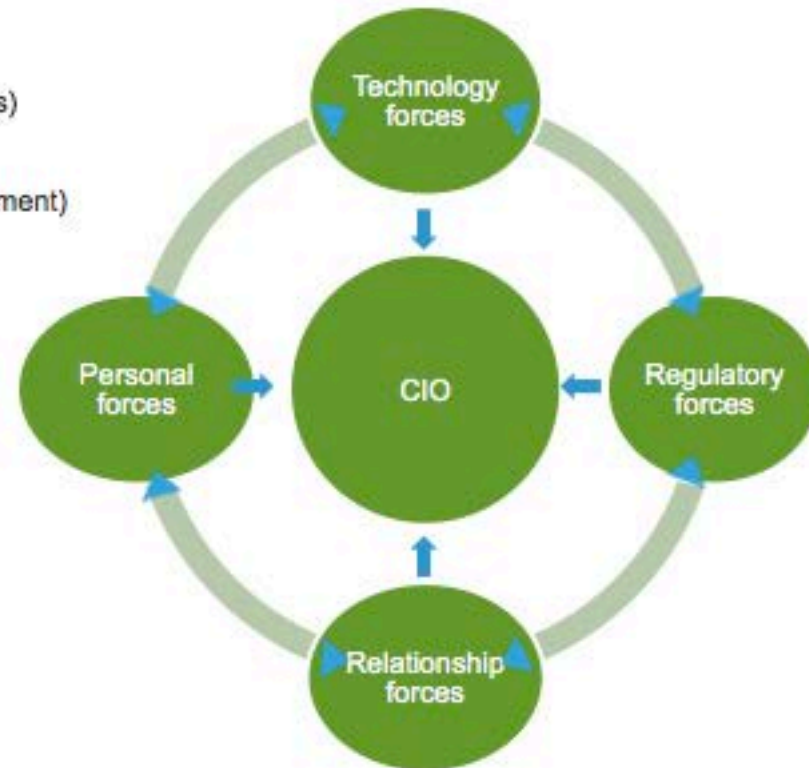 Technology
forces
s)
ment)
Personal
forces
CIO
Regulatory
forces
Relationship
forces